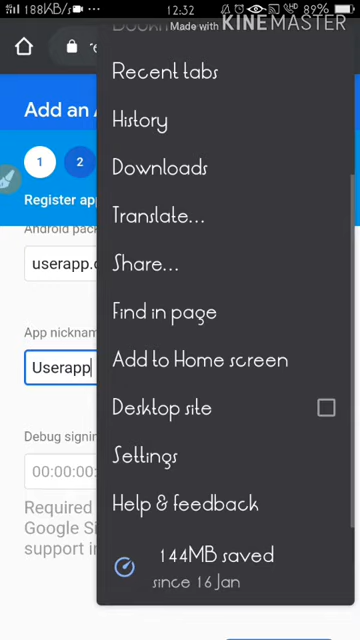 188KB/s 12:32 89%
Made with KINEMASTER
Recent tabs
Add an A
History
1 2
Downloads
Register app
Translate...
Android pack
userapp.c
Share...
Find in page
App nicknam
Userapp
Add to Home screen
Desktop site
Debug signin
Settings
00:00:00:
Required
Help & feedback
Google Si
support in
144MB saved
since 16 Jan